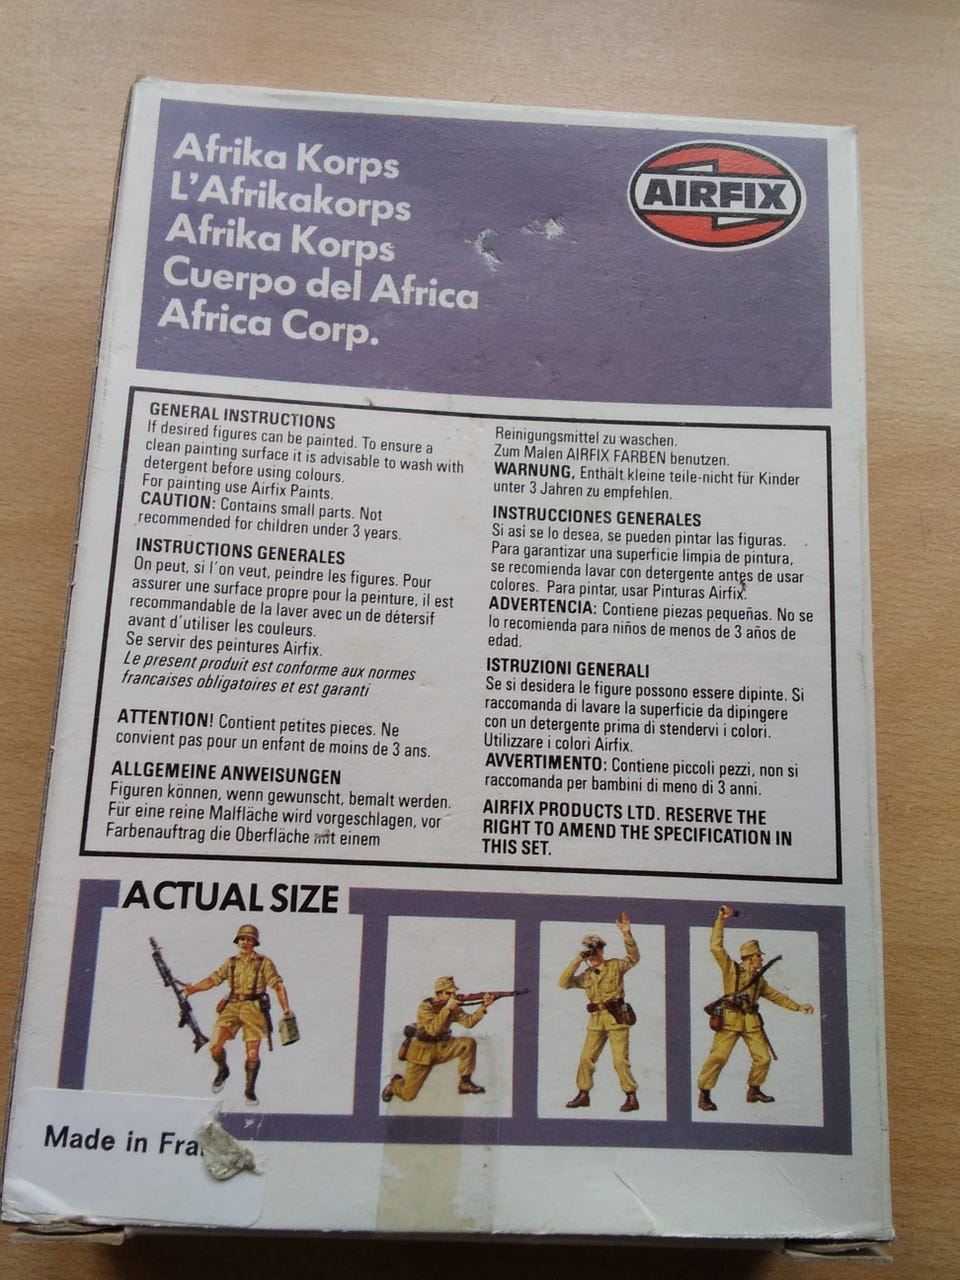 Afrika Korps
L'Afrikakorps
Afrika Korps
Cuerpo del Africa
Africa Corp.
AIRFIX
GENERAL INSTRUCTIONS
If desired figures can be painted. To ensure a
clean painting surface it is advisable to wash with
detergent before using colours.
For painting use Airfix Paints.
CAUTION: Contains small parts. Not
recommended for children under 3 years.
INSTRUCTIONS GENERALES
On peut, si l'on veut, peindre les figures. Pour
assurer une surface propre pour la peinture, il est
recommandable de la laver avec un de détersif
avant d'utiliser les couleurs.
Se servir des peintures Airfix.
Le present produit est conforme aux normes
francaises obligatoires et est garanti
ATTENTION! Contient petites pieces. Ne
convient pas pour un enfant de moins de 3 ans.
ALLGEMEINE ANWEISUNGEN
Figuren können, wenn gewunscht, bemalt werden.
Für eine reine Malfläche wird vorgeschlagen, vor
Farbenauftrag die Oberfläche mit einem
Reinigungsmittel zu waschen.
Zum Malen AIRFIX FARBEN benutzen.
WARNUNG, Enthält kleine teile-nicht für Kinder
unter 3 Jahren zu empfehlen.
INSTRUCCIONES GENERALES
Si asi se lo desea, se pueden pintar las figuras.
Para garantizar una superficie limpia de pintura,
se recomienda lavar con detergente antes de usar
colores. Para pintar, usar Pinturas Airfix.
ADVERTENCIA: Contiene piezas pequeñas. No se
lo recomienda para niños de menos de 3 años de
edad.
ISTRUZIONI GENERALI
Se si desidera le figure possono essere dipinte. Si
raccomanda di lavare la superficie da dipingere
con un detergente prima di stendervi i colori.
Utilizzare i colori Airfix.
AVVERTIMENTO: Contiene piccoli pezzi, non si
raccomanda per bambini di meno di 3 anni.
AIRFIX PRODUCTS LTD. RESERVE THE
RIGHT TO AMEND THE SPECIFICATION IN
THIS SET.
ACTUAL SIZE
Made in